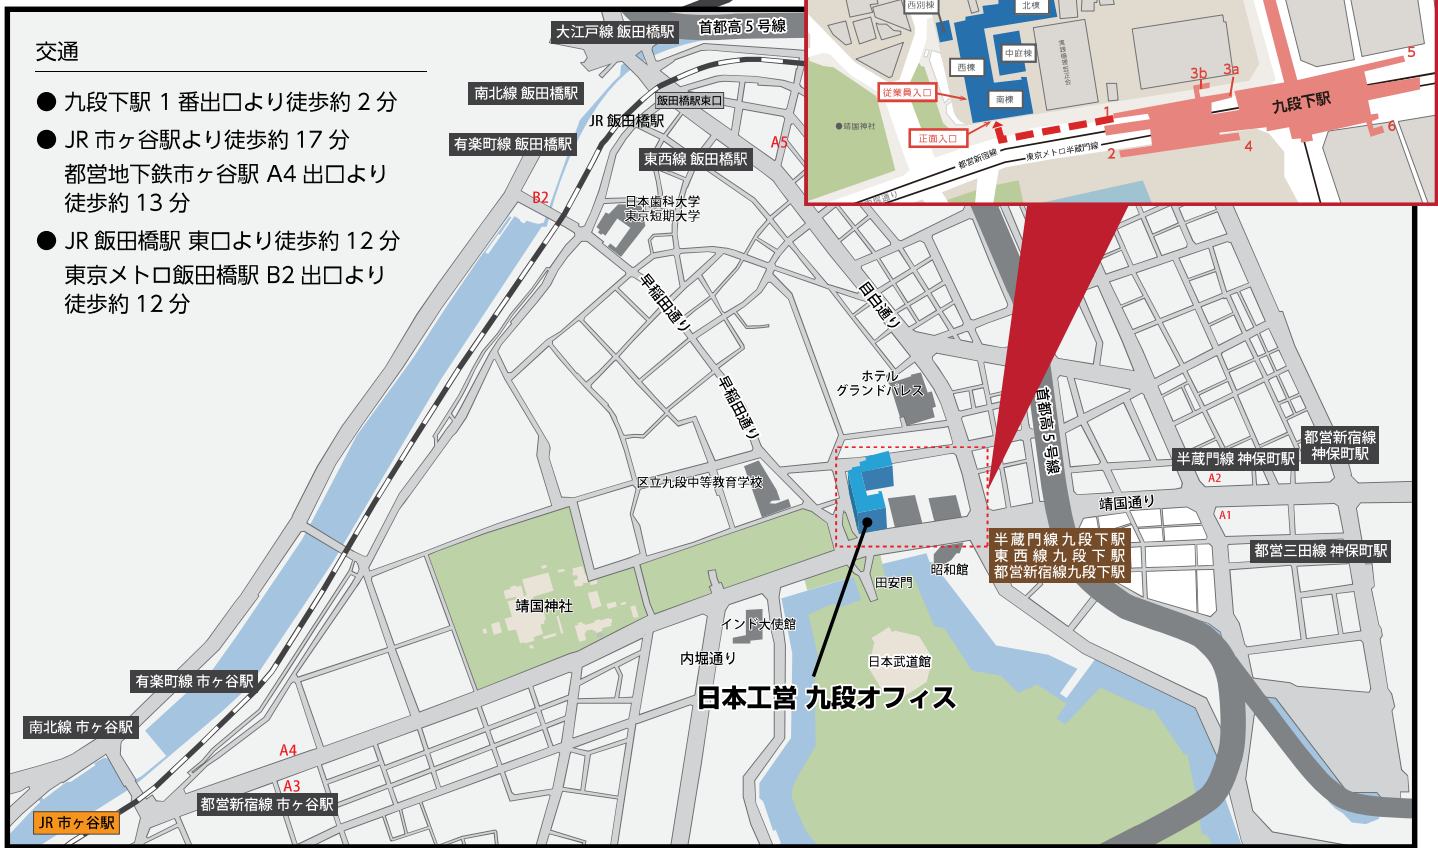 交通
● 九段下駅 1 番出口より徒歩約 2 分
● JR 市ヶ谷駅より徒歩約 17 分
都営地下鉄市ヶ谷駅 A4 出口より
徒歩約 13 分
● JR 飯田橋駅 東口より徒歩約 12 分
東京メトロ飯田橋駅 B2 出口より
徒歩約 12 分
大江戸線 飯田橋駅
首都高5号線
南北線 飯田橋駅
飯田橋駅東口
JR 飯田橋駅
有楽町線 飯田橋駅
東西線 飯田橋駅
A5
B2
日本歯科大学
東京短期大学
早稲田通り
目白通り
早稲田通り
ホテル
グランドパレス
首都高5号線
西別棟
北棟
中庭棟
西棟
南棟
従業員入口
正面入口
●靖国神社
都営新宿線
東京メトロ半蔵門線
九段下駅
1
2
3b
3a
4
5
6
都営新宿線
神保町駅
半蔵門線 神保町駅
A2
靖国通り
A1
都営三田線 神保町駅
区立九段中等教育学校
半蔵門線九段下駅
東西線九段下駅
都営新宿線九段下駅
昭和館
田安門
靖国神社
インド大使館
内堀通り
日本武道館
日本工営 九段オフィス
有楽町線 市ヶ谷駅
南北線 市ヶ谷駅
A4
A3
都営新宿線 市ヶ谷駅
JR 市ヶ谷駅